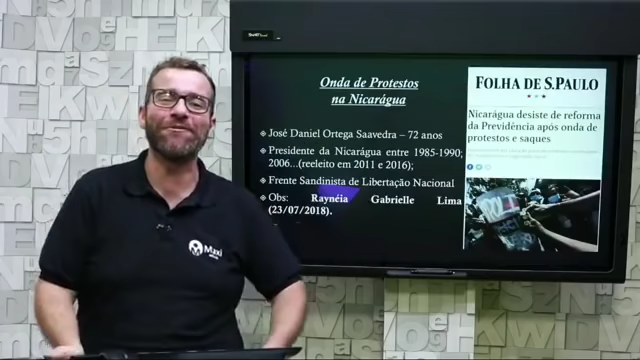 Onda de Protestos
na Nicarágua
José Daniel Ortega Saavedra – 72 anos
Presidente da Nicarágua entre 1985-1990;
2006...(reeleito em 2011 e 2016);
Frente Sandinista de Libertação Nacional
Obs: Raynéia Gabrielle Lima
(23/07/2018).
FOLHA DE S.PAULO
Nicarágua desiste de reforma
da Previdência após onda de
protestos e saques
Maxi